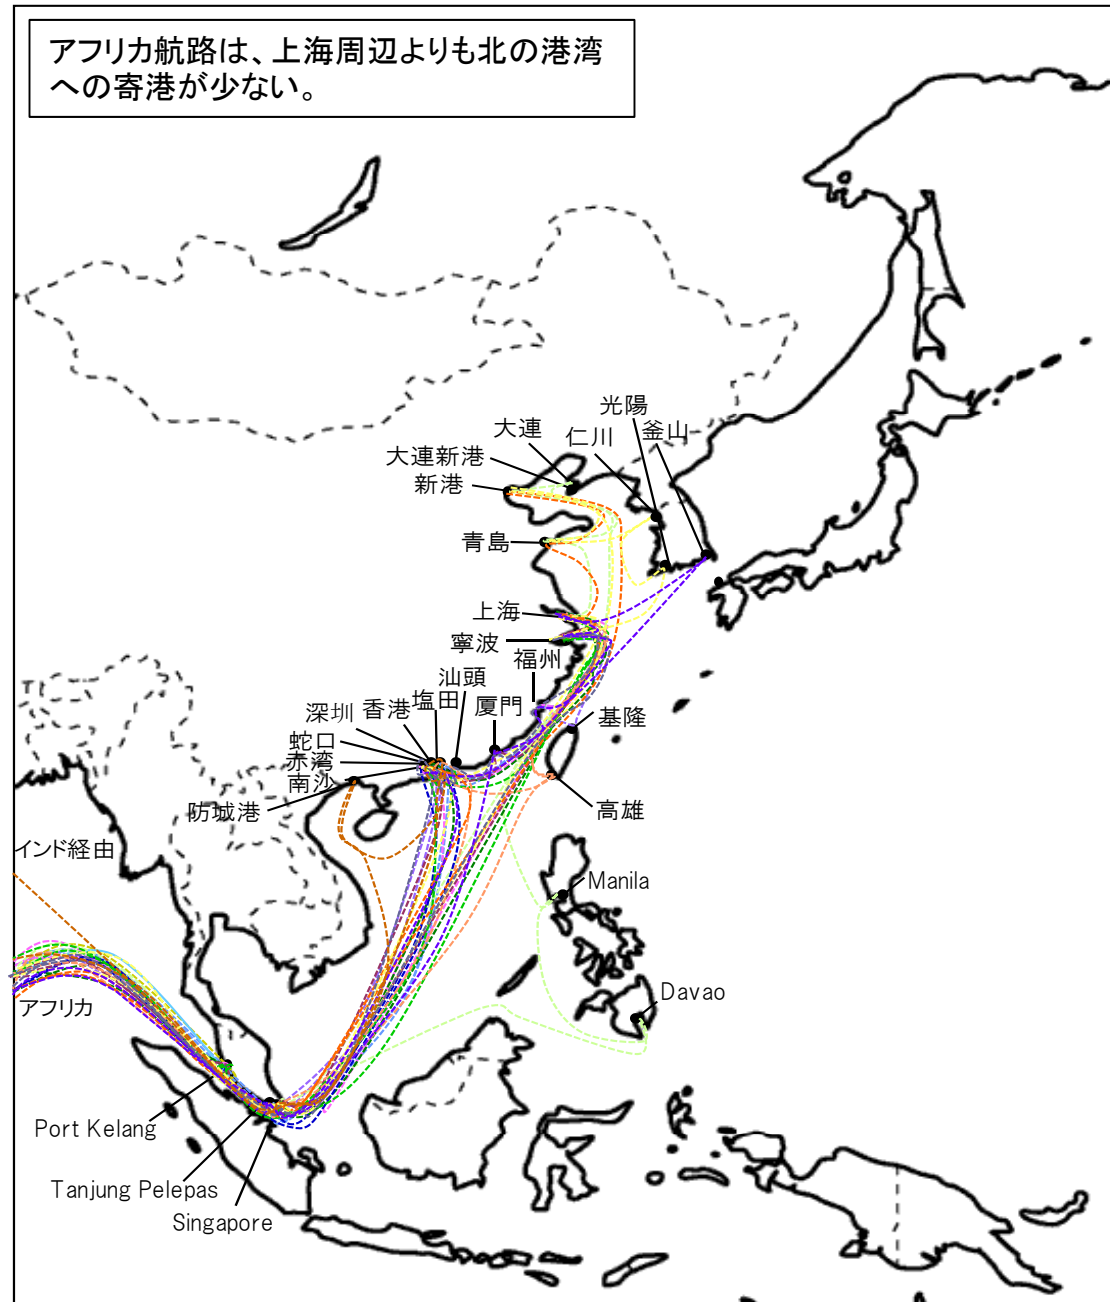 アフリカ航路は、上海周辺よりも北の港湾
への寄港が少ない。
光陽
大連
仁川
釜山
大連新港
新港
青島
上海
寧波
福州
汕頭
塩田
香港
深圳
厦門
基隆
蛇口
赤湾
南沙
防城港
高雄
インド経由
Manila
アフリカ
Davao
Port Kelang
Tanjung Pelepas
Singapore